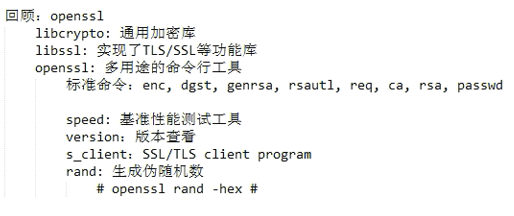 回顾：openssl
libcrypto: 通用加密库
libssl: 实现了TLS/SSL等功能库
openssl: 多用途的命令行工具
标准命令：enc, dgst, genrsa, rsautl, req, ca, rsa, passwd
speed: 基准性能测试工具
version: 版本查看
s_client：SSL/TLS client program
rand: 生成伪随机数
# openssl rand -hex #